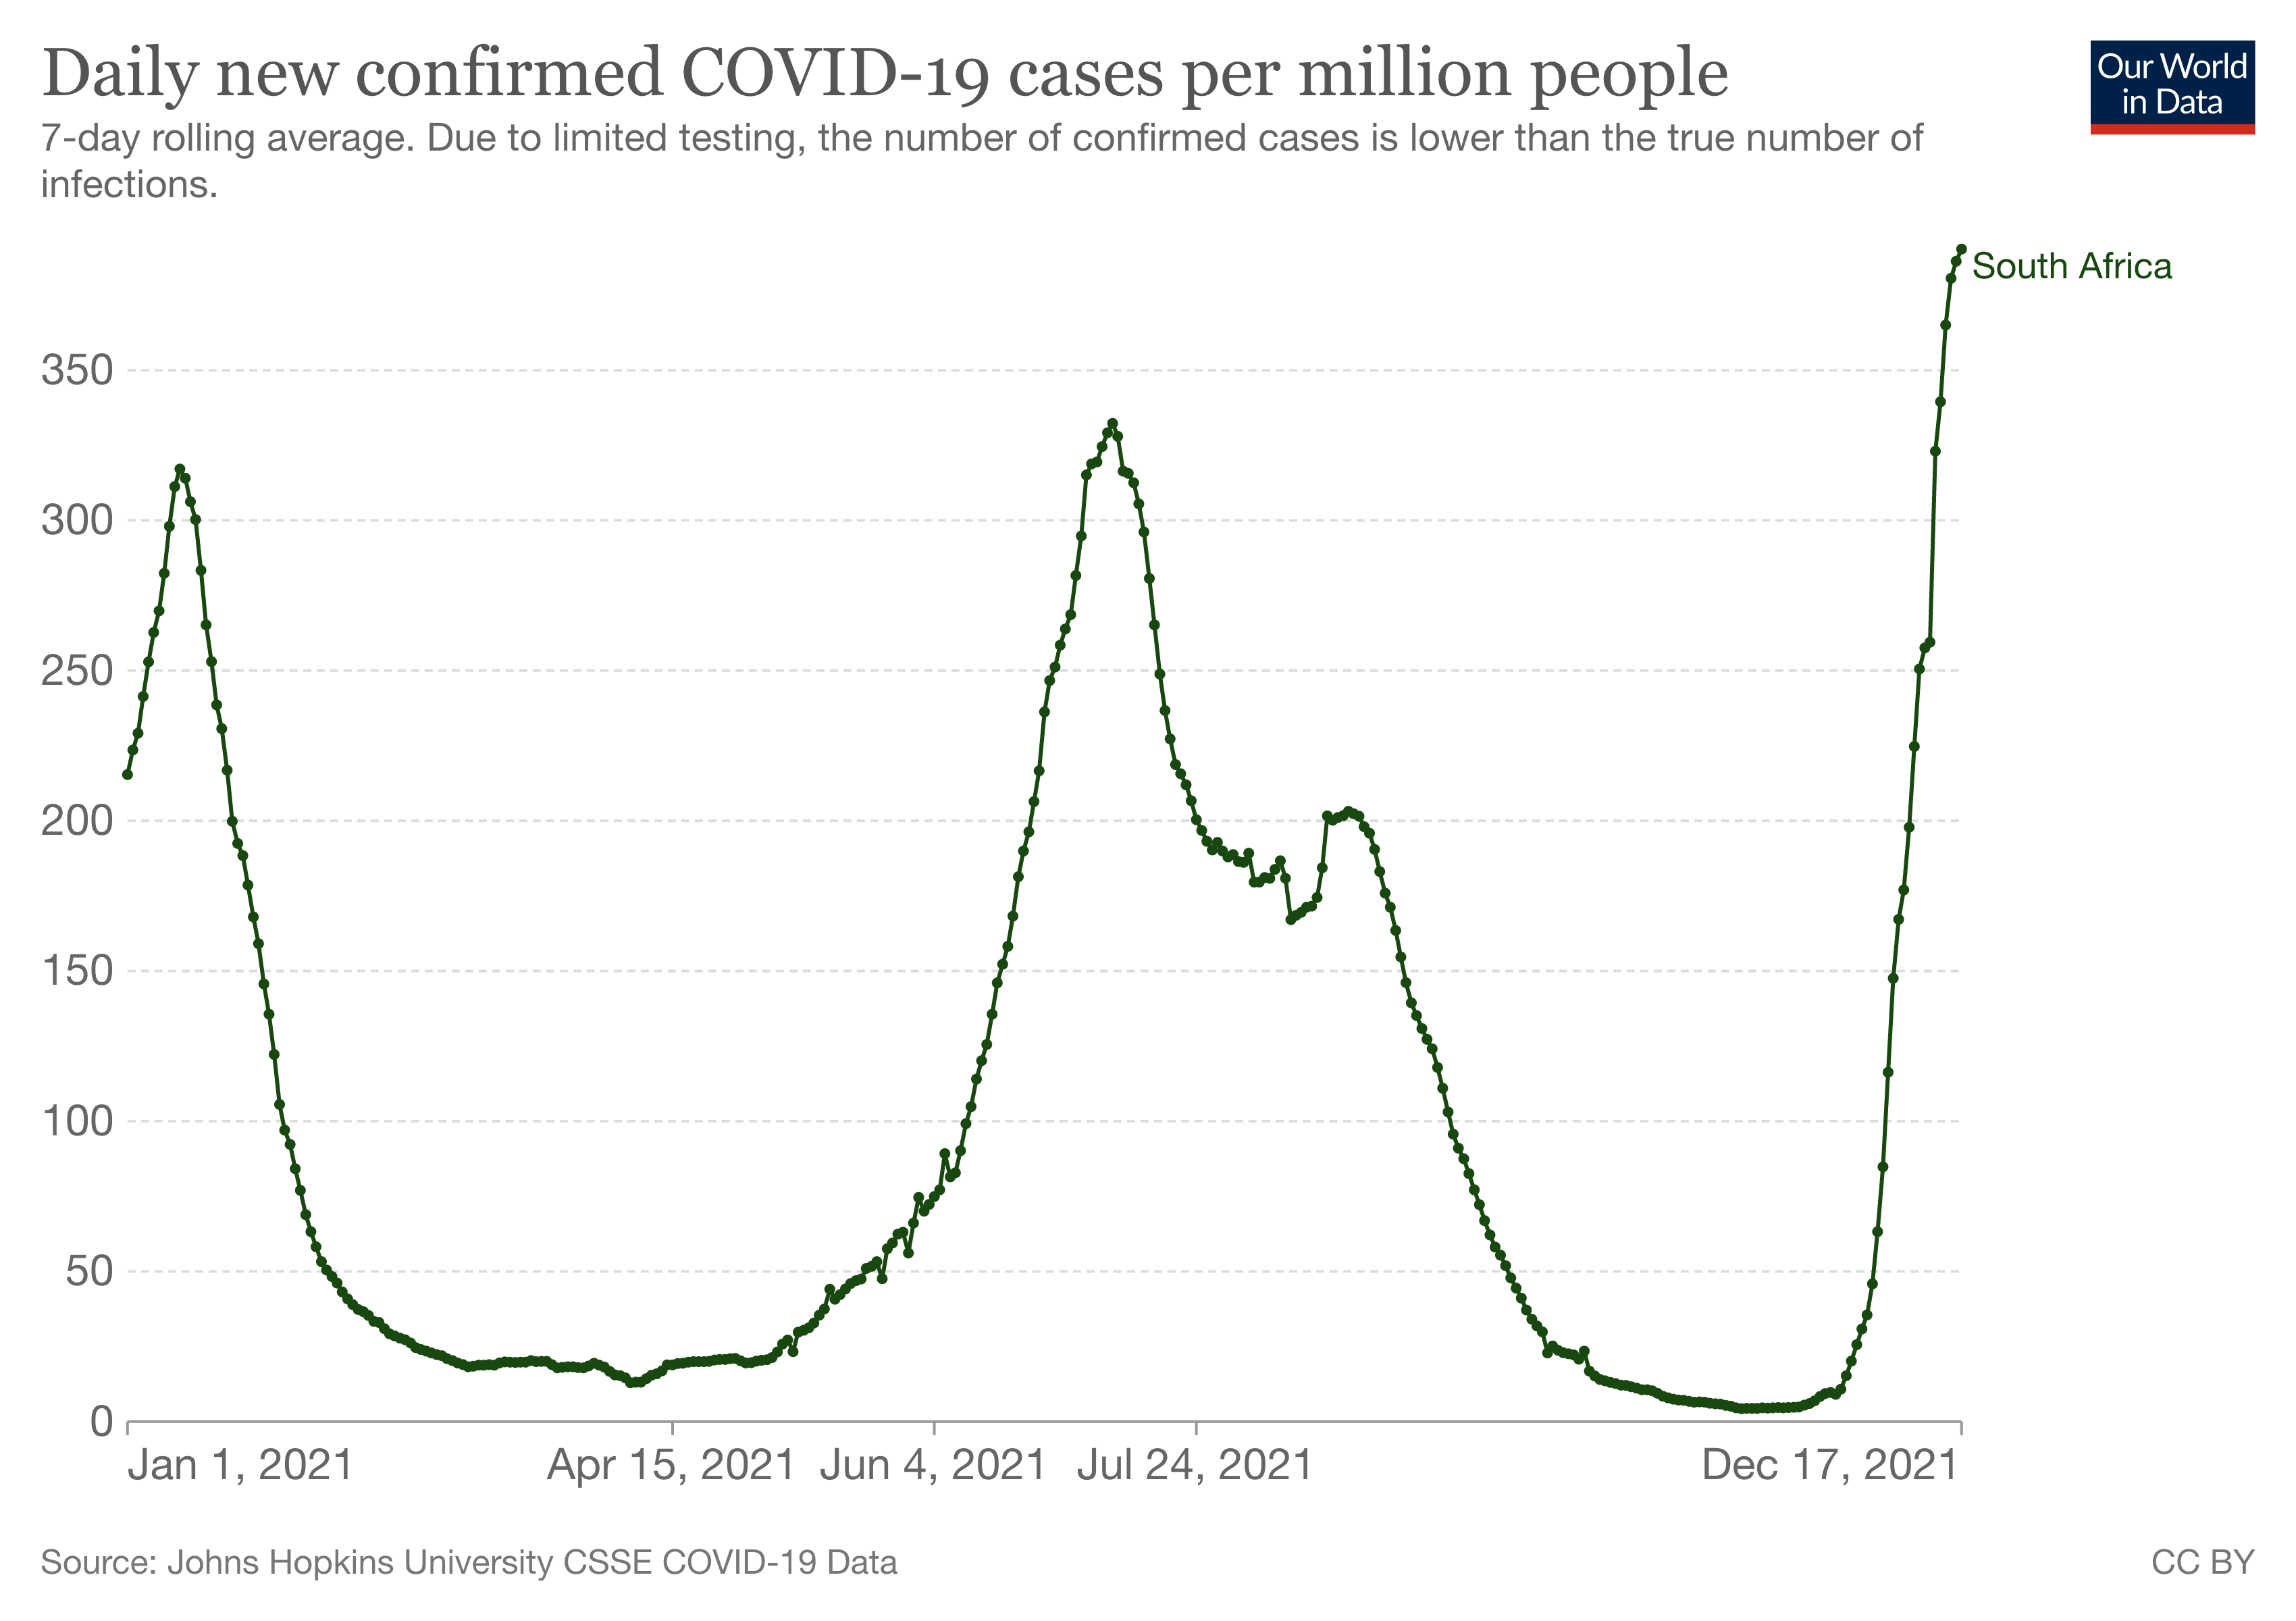 Daily new confirmed COVID-19 cases per million people
Our World
in Data
7-day rolling average. Due to limited testing, the number of confirmed cases is lower than the true number of
infections.
South Africa
350
300
250
200
150
100
50
0
Jan 1, 2021
Apr 15, 2021
Jun 4, 2021
Jul 24, 2021
Dec 17, 2021
Source: Johns Hopkins University CSSE COVID-19 Data
CC BY